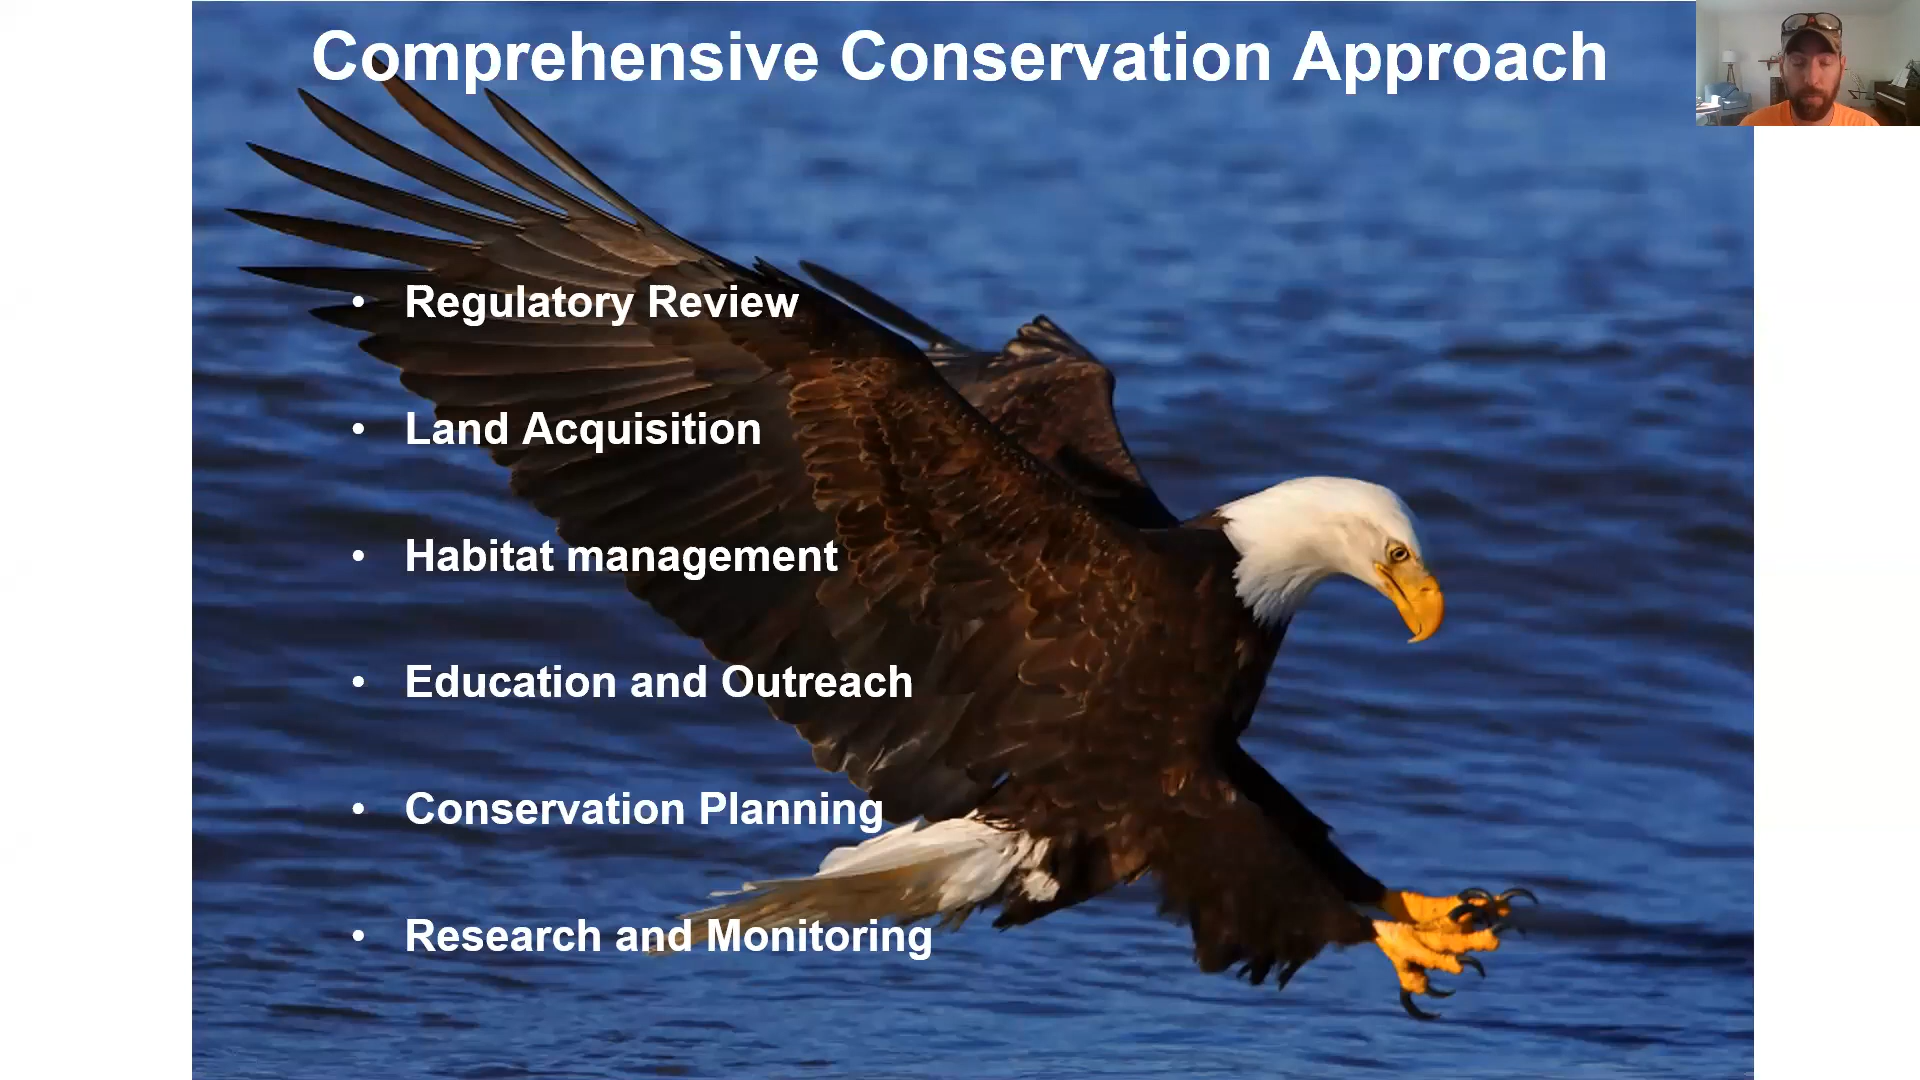 Comprehensive Conservation Approach
• Regulatory Review
• Land Acquisition
• Habitat management
• Education and Outreach
• Conservation Planning
• Research and Monitoring